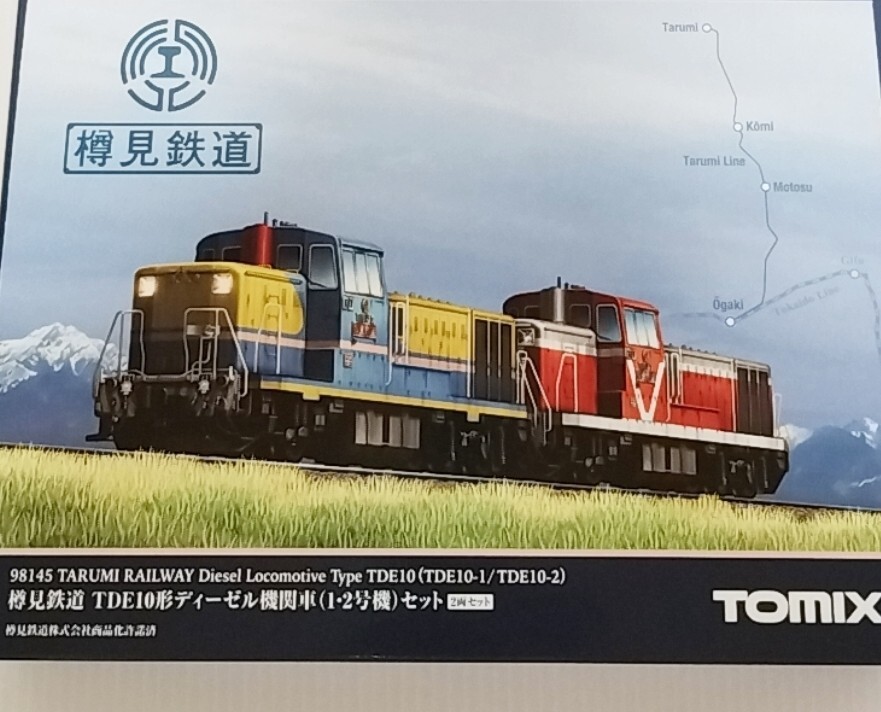 Tarumi
樽見鉄道
Kōmi
Tarumi Line
Motosu
Gifu
Ōgaki
Tokaido Line
98145 TARUMI RAILWAY Diesel Locomotive Type TDE10(TDE10-1/TDE10-2)
樽見鉄道 TDE10形ディーゼル機関車(1・2号機)セット 2両セット
樽見鉄道株式会社商品化許諾済
TOMIX